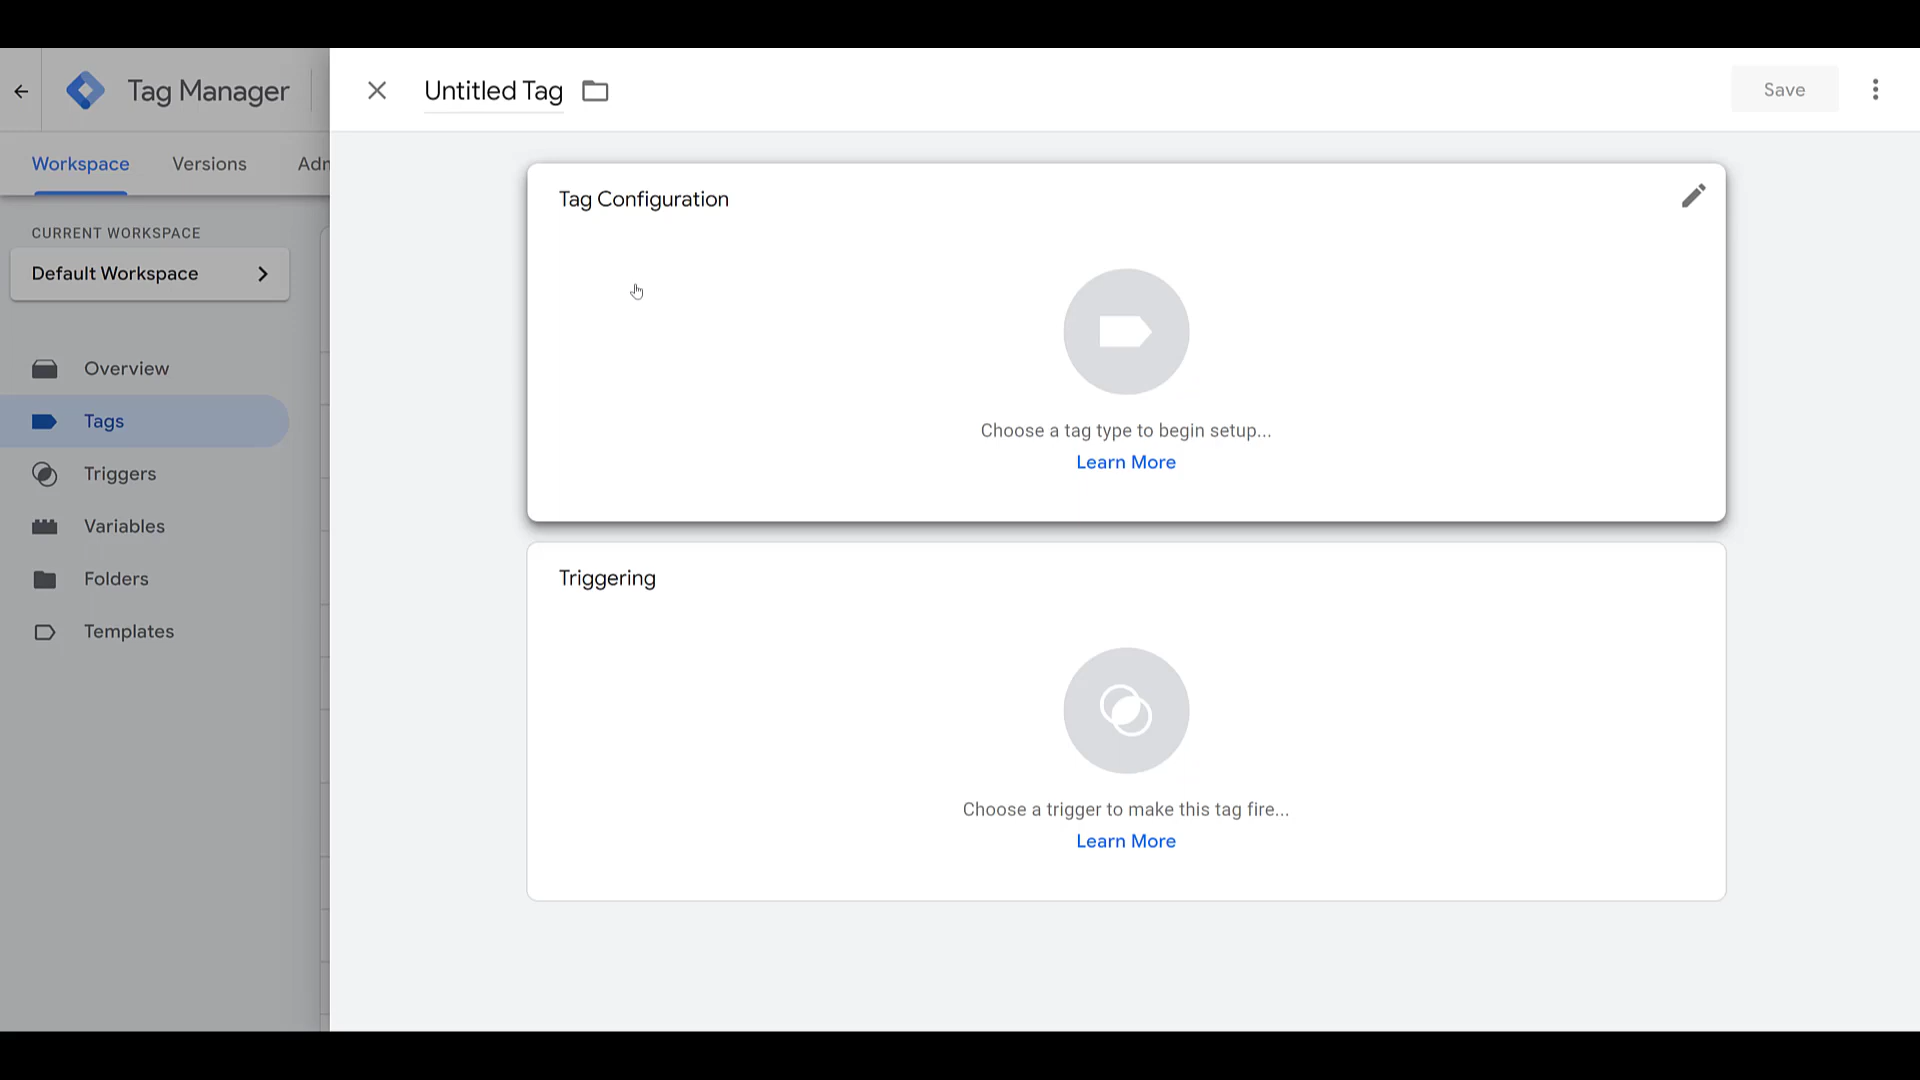 Tag Manager
Untitled Tag
Save
Workspace
Versions
Adn
CURRENT WORKSPACE
Default Workspace
Overview
Tags
Triggers
Variables
Folders
Templates
Tag Configuration
Choose a tag type to begin setup...
Learn More
Triggering
Choose a trigger to make this tag fire...
Learn More